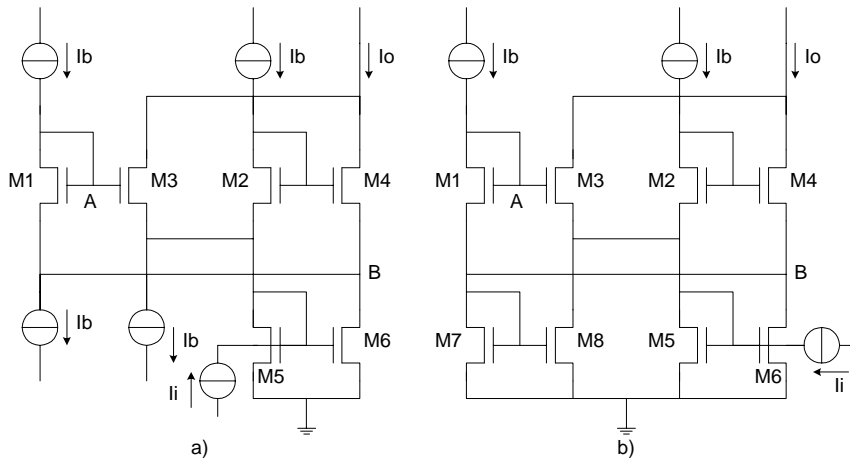 Ib Ib Io Ib Ib Io
M1 M3 M2 M4 M1 M3 M2 M4
A A
B B
Ib Ib M6 M7 M8 M5 M6
M5
Ii Ii
a) b)